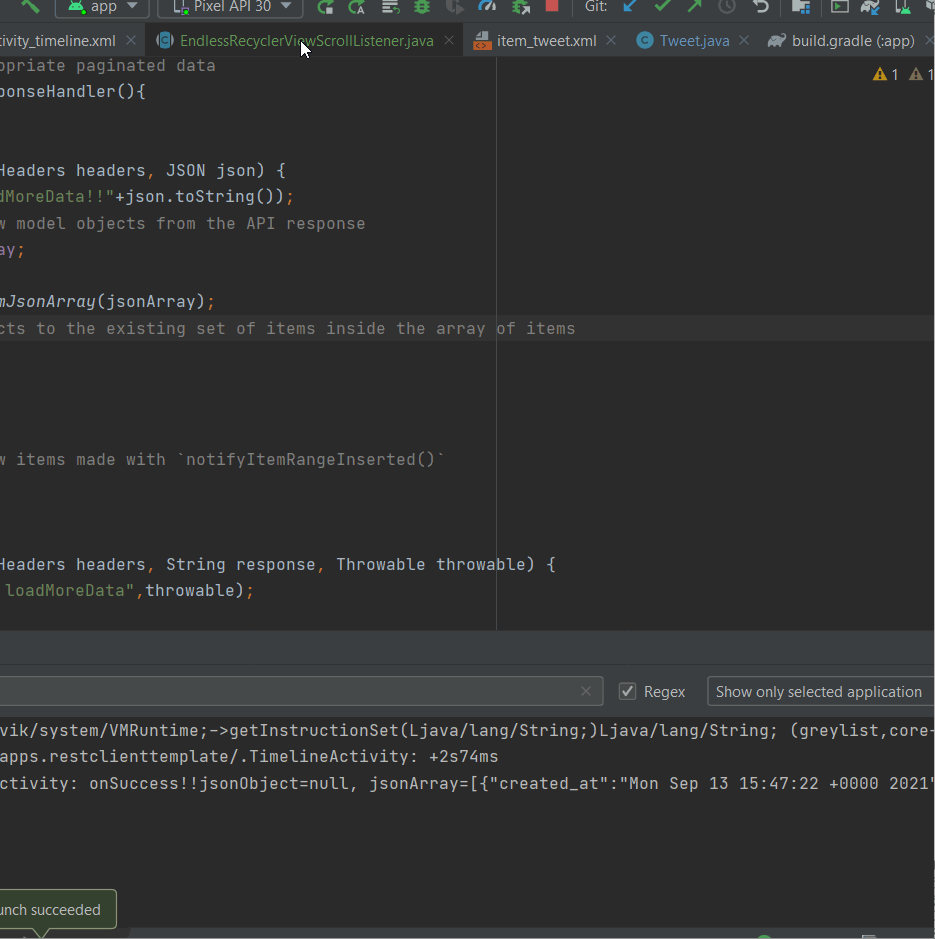 app Pixel API 30 Git:
tivity_timeline.xml EndlessRecyclerViewScrollListener.java item_tweet.xml Tweet.java build.gradle (:app)
opriate paginated data
1 1
ponseHandler(){
Headers headers, JSON json) {
dMoreData!!"+json.toString());
w model objects from the API response
ay;
mJsonArray(jsonArray);
cts to the existing set of items inside the array of items
w items made with `notifyItemRangeInserted()`
Headers headers, String response, Throwable throwable) {
loadMoreData",throwable);
Regex Show only selected application
vik/system/VMRuntime;->getInstructionSet(Ljava/lang/String;)Ljava/lang/String; (greylist,core-
apps.restclienttemplate/.TimelineActivity: +2s74ms
ctivity: onSuccess!!jsonObject=null, jsonArray=[{"created_at":"Mon Sep 13 15:47:22 +0000 2021"
unch succeeded